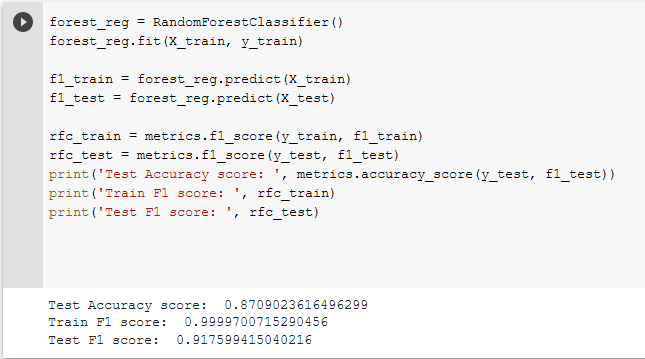 forest_reg = RandomForestClassifier()
forest_reg.fit(X_train, y_train)
f1_train = forest_reg.predict(X_train)
f1_test = forest_reg.predict(X_test)
rfc_train = metrics.f1_score(y_train, f1_train)
rfc_test = metrics.f1_score(y_test, f1_test)
print('Test Accuracy score: ', metrics.accuracy_score(y_test, f1_test))
print('Train F1 score: ', rfc_train)
print('Test F1 score: ', rfc_test)
Test Accuracy score:  0.8709023616496299
Train F1 score:  0.9999700715290456
Test F1 score:  0.917599415040216